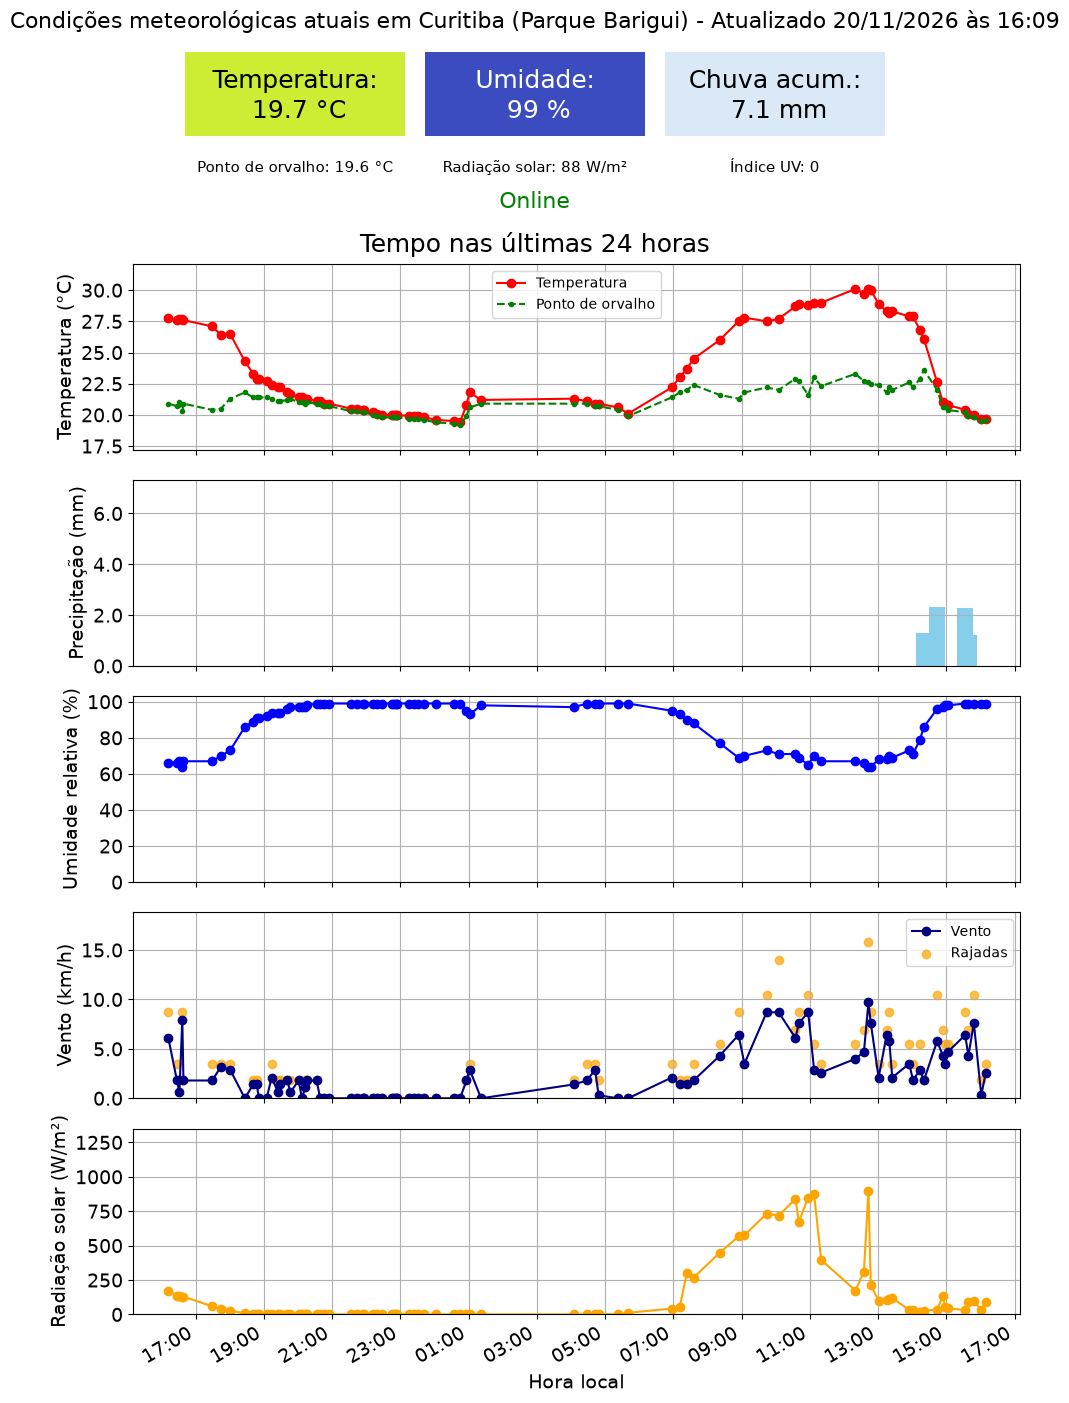 Condições meteorológicas atuais em Curitiba (Parque Barigui) - Atualizado 20/11/2026 às 16:09
Temperatura:
19.7 °C
Umidade:
99 %
Chuva acum.:
7.1 mm
Ponto de orvalho: 19.6 °C
Radiação solar: 88 W/m²
Índice UV: 0
Online
Tempo nas últimas 24 horas
Temperatura (°C)
30.0
27.5
25.0
22.5
20.0
17.5
Temperatura
Ponto de orvalho
Precipitação (mm)
6.0
4.0
2.0
0.0
Umidade relativa (%)
100
80
60
40
20
0
Vento (km/h)
15.0
10.0
5.0
0.0
Vento
Rajadas
Radiação solar (W/m²)
1250
1000
750
500
250
0
17:00
19:00
21:00
23:00
01:00
03:00
05:00
07:00
09:00
11:00
13:00
15:00
17:00
Hora local